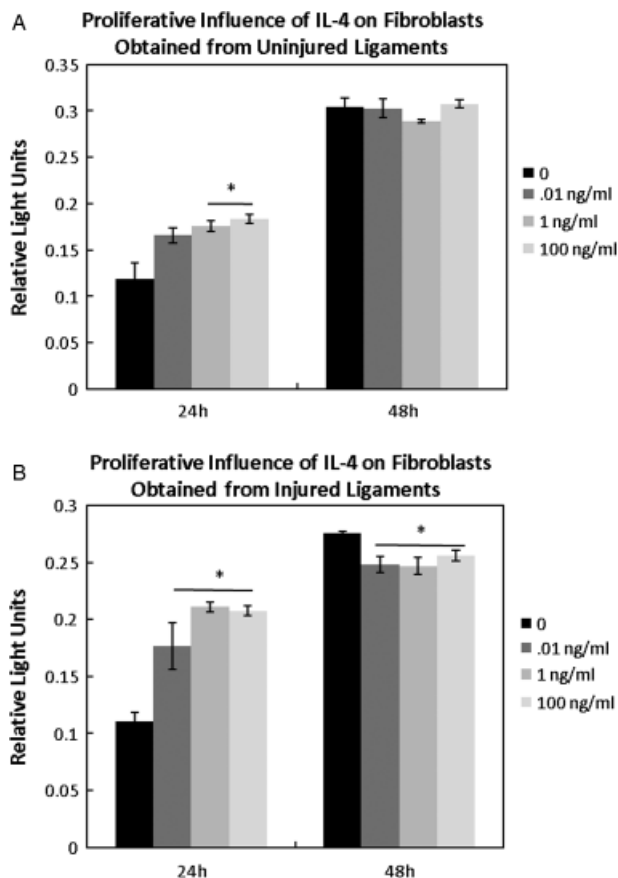 A
Proliferative Influence of IL-4 on Fibroblasts
Obtained from Uninjured Ligaments
Relative Light Units
0.35
0.3
0.25
0.2
0.15
0.1
0.05
0
*
24h
48h
0
.01 ng/ml
1 ng/ml
100 ng/ml
B
Proliferative Influence of IL-4 on Fibroblasts
Obtained from Injured Ligaments
Relative Light Units
0.3
0.25
0.2
0.15
0.1
0.05
0
*
*
24h
48h
0
.01 ng/ml
1 ng/ml
100 ng/ml